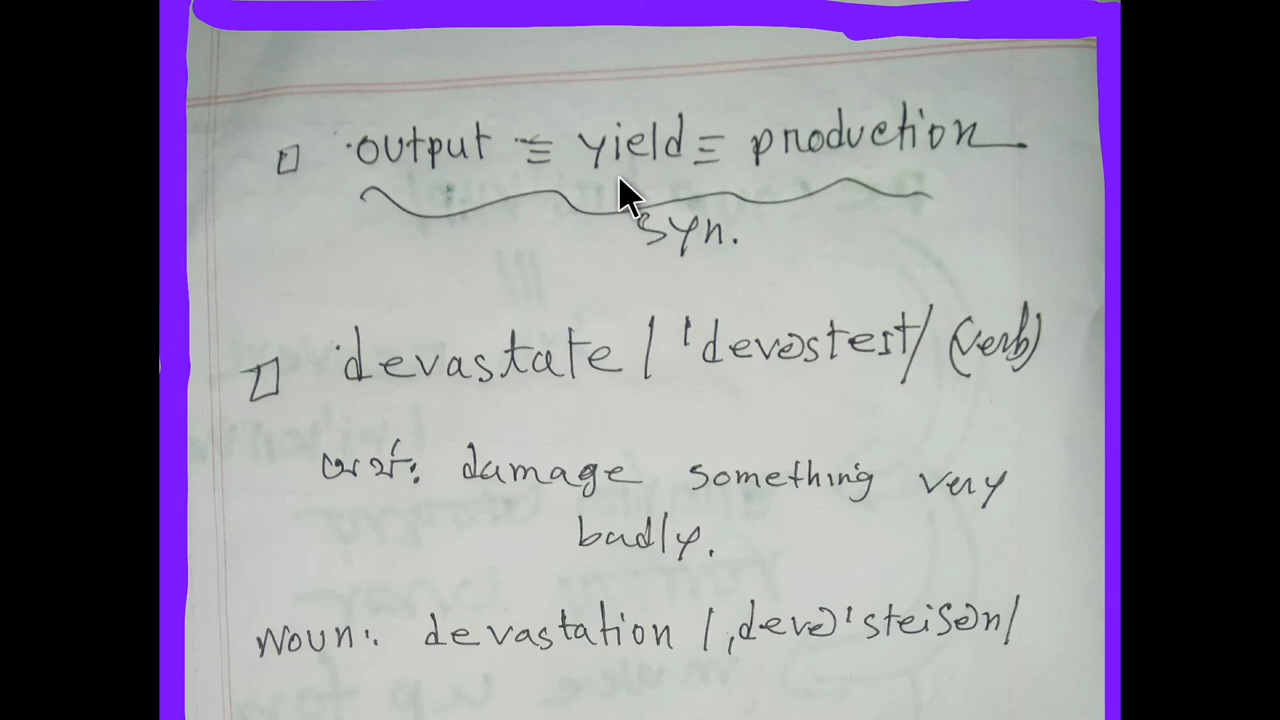 □ output ≡ yield ≡ production
syn.
□ devastate /ˈdevəsteɪt/ (verb)
অর্থ: damage something very
badly.
Noun: devastation /ˌdevəˈsteɪʃən/